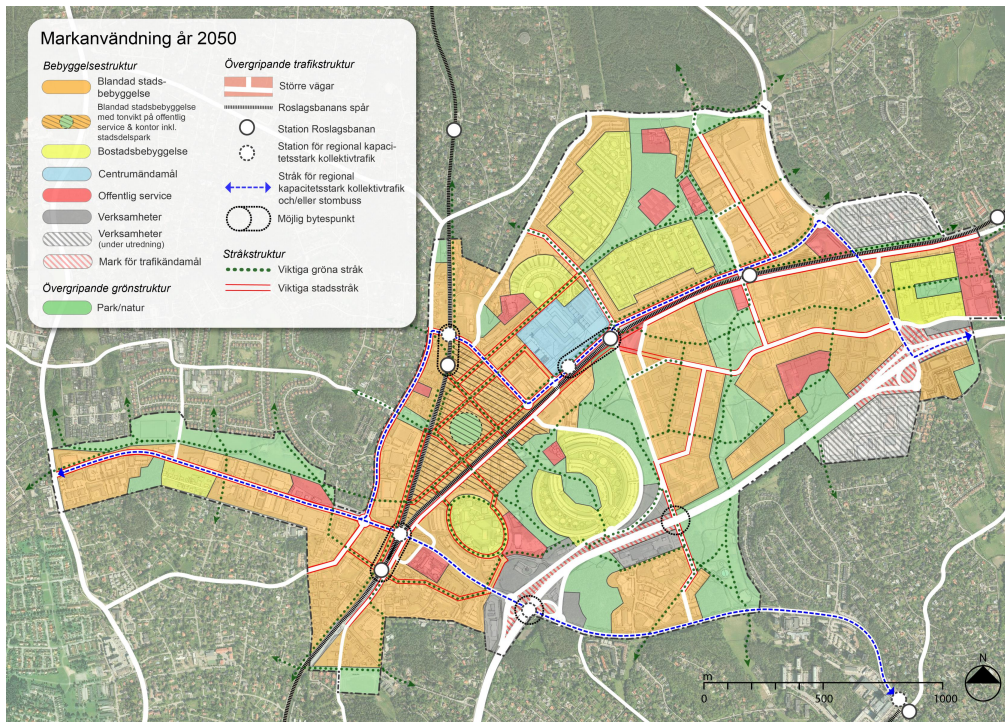 Markanvändning år 2050
Bebyggelsestruktur
Blandad stads-
bebyggelse
Blandad stadsbebyggelse
med tonvikt på offentlig
service & kontor inkl.
stadsdelspark
Bostadsbebyggelse
Centrumändamål
Offentlig service
Verksamheter
Verksamheter
(under utredning)
Mark för trafikändamål
Övergripande grönstruktur
Park/natur
Övergripande trafikstruktur
Större vägar
Roslagsbanans spår
Station Roslagsbanan
Station för regional kapaci-
tetsstark kollektivtrafik
Stråk för regional
kapacitetsstark kollektivtrafik
och/eller stombuss
Möjlig bytespunkt
Stråkstruktur
Viktiga gröna stråk
Viktiga stadsstråk
N
m
0
500
1000